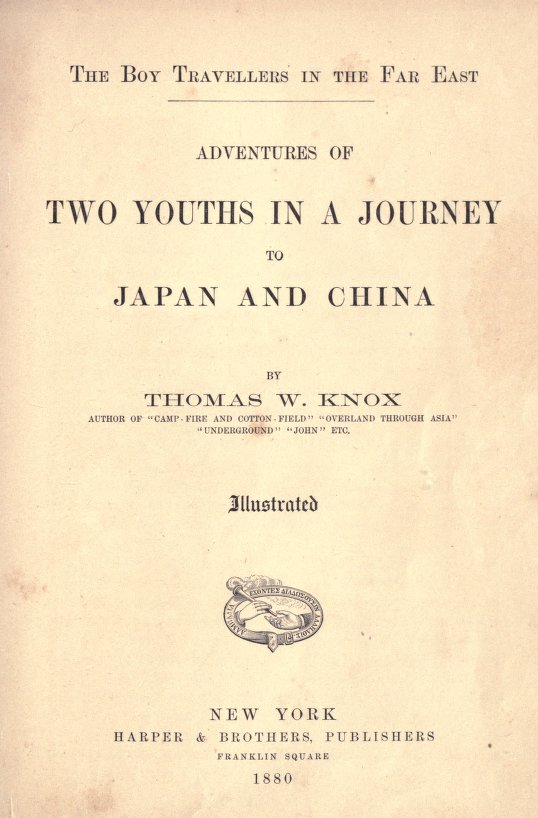 THE BOY TRAVELLERS IN THE FAR EAST
ADVENTURES OF
TWO YOUTHS IN A JOURNEY
TO
JAPAN AND CHINA
BY
THOMAS W. KNOX
AUTHOR OF "CAMP-FIRE AND COTTON-FIELD" "OVERLAND THROUGH ASIA"
"UNDERGROUND" "JOHN" ETC.
Illustrated
ΛΑΜΠΑΔΙΑ ΕΧΟΝΤΕΣ ΔΙΑΔΩΣΟΥΣΙΝ ΑΛΛΗΛΟΙΣ
NEW YORK
HARPER & BROTHERS, PUBLISHERS
FRANKLIN SQUARE
1880